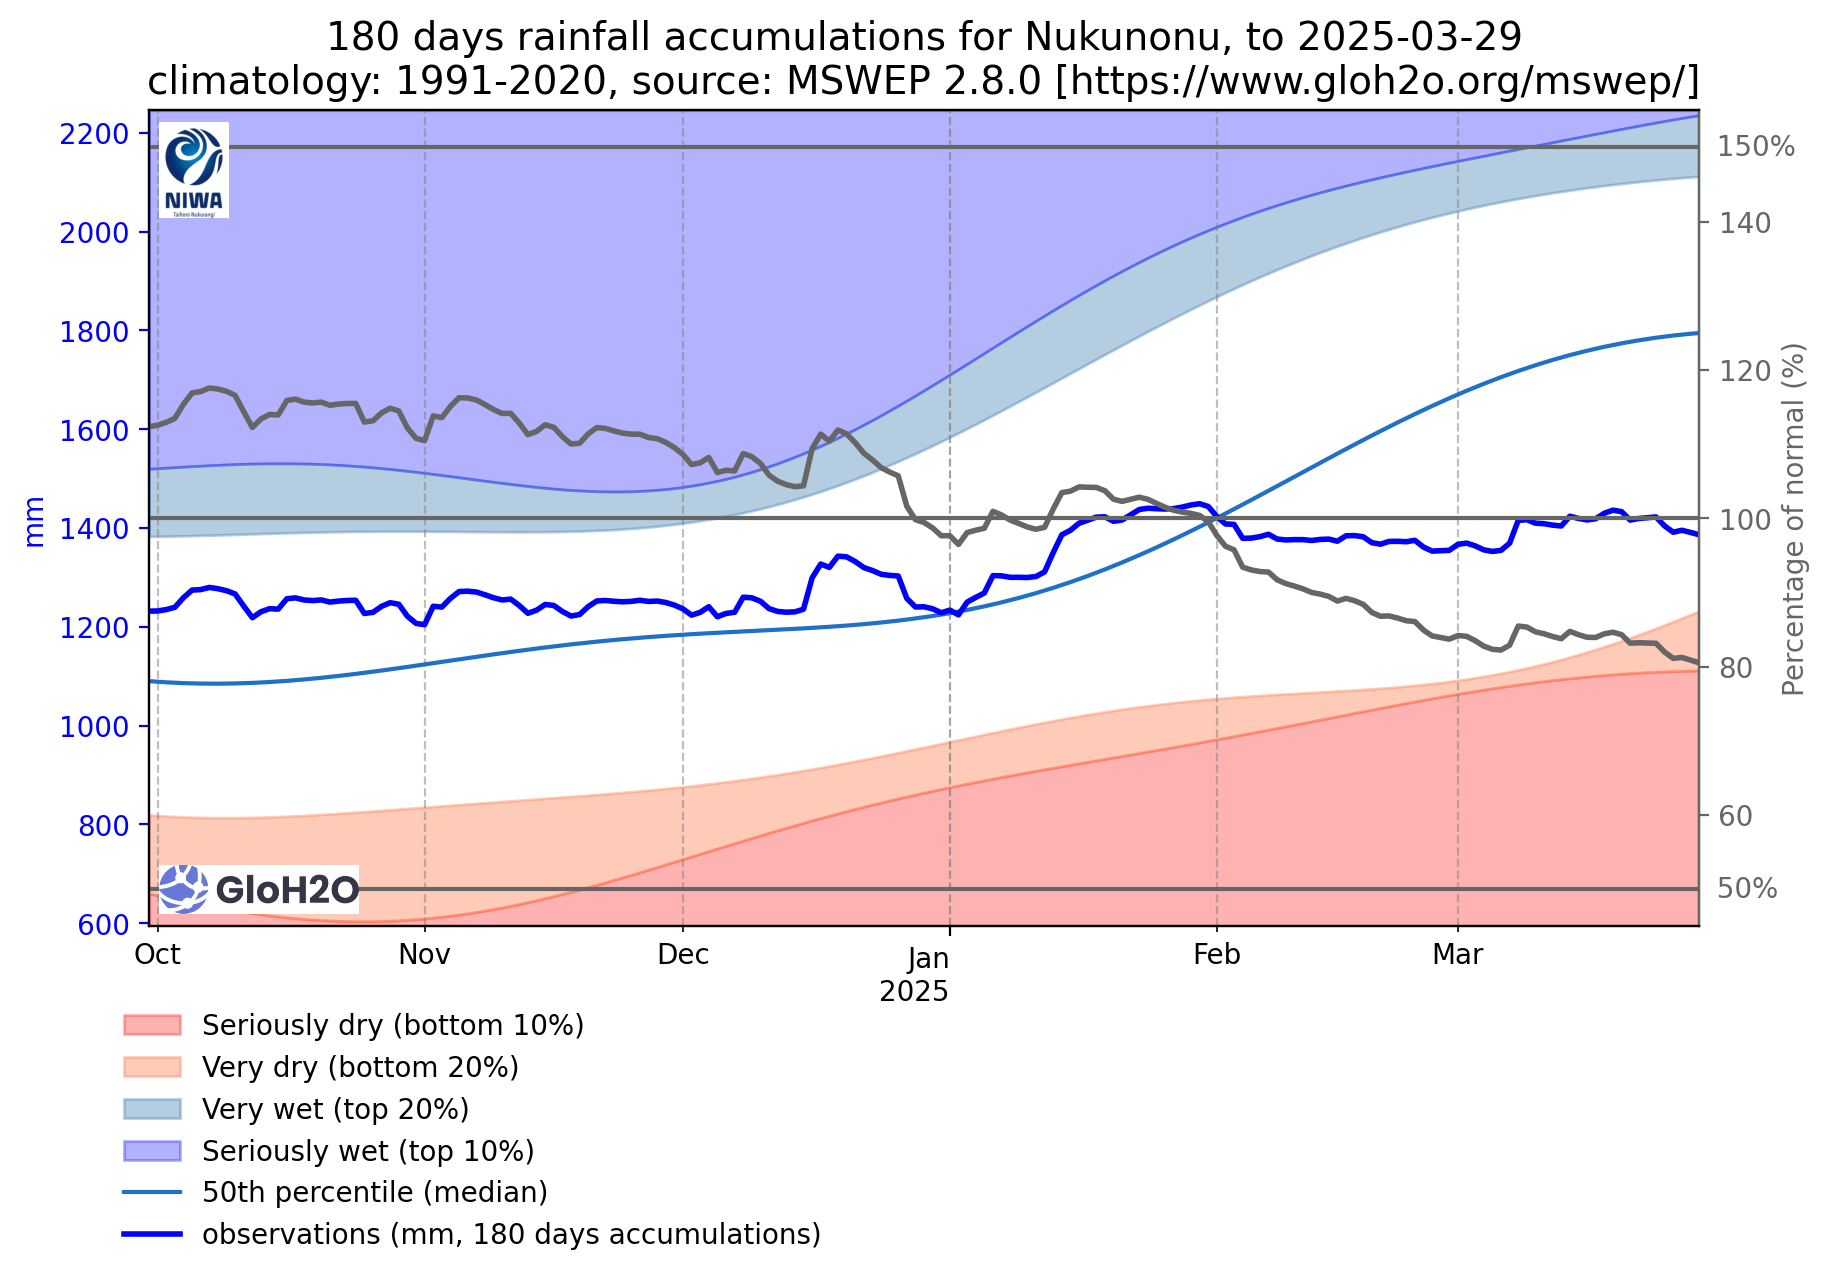 180 days rainfall accumulations for Nukunonu, to 2025-03-29
climatology: 1991-2020, source: MSWEP 2.8.0 [https://www.gloh2o.org/mswep/]
2200
2000
1800
1600
1400
1200
1000
800
600
mm
NIWA
Taihoro Nukurangi
GloH2O
150%
140
120
100
80
60
50%
Percentage of normal (%)
Oct
Nov
Dec
Jan
2025
Feb
Mar
Seriously dry (bottom 10%)
Very dry (bottom 20%)
Very wet (top 20%)
Seriously wet (top 10%)
50th percentile (median)
observations (mm, 180 days accumulations)